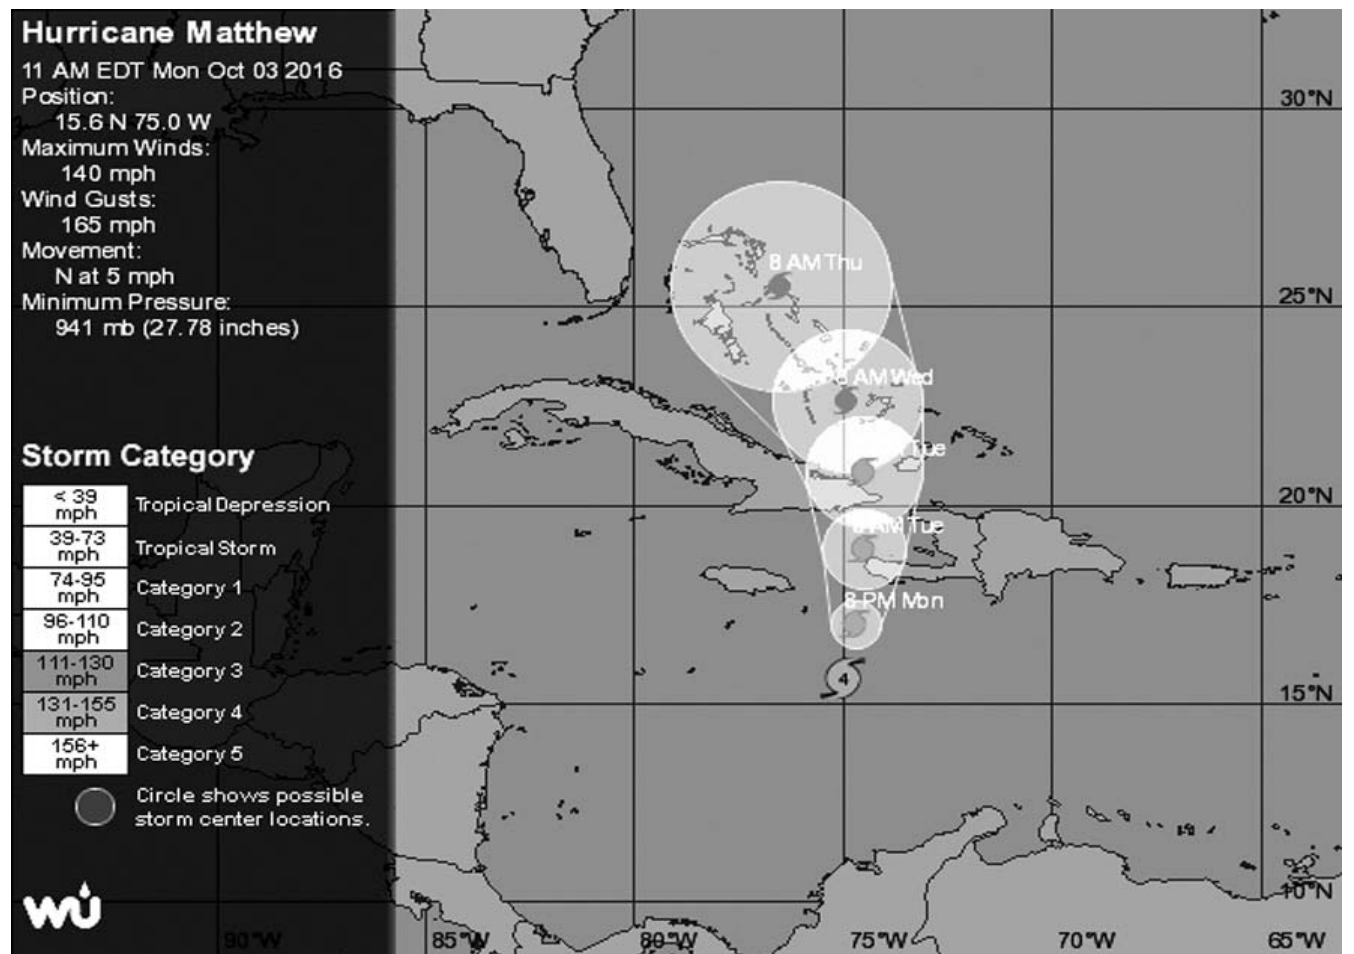 Hurricane Matthew
11 AM EDT Mon Oct 03 2016
Position:
15.6 N 75.0 W
Maximum Winds:
140 mph
Wind Gusts:
165 mph
Movement:
N at 5 mph
Minimum Pressure:
941 mb (27.78 inches)
Storm Category
< 39 mph Tropical Depression
39-73 mph Tropical Storm
74-95 mph Category 1
96-110 mph Category 2
111-130 mph Category 3
131-155 mph Category 4
156+ mph Category 5
Circle shows possible
storm center locations.
wu
8 AM Thu
8 AM Wed
Tue
AM Tue
8 PM Mon
4
30°N
25°N
20°N
15°N
10°N
90°W
85°W
80°W
75°W
70°W
65°W